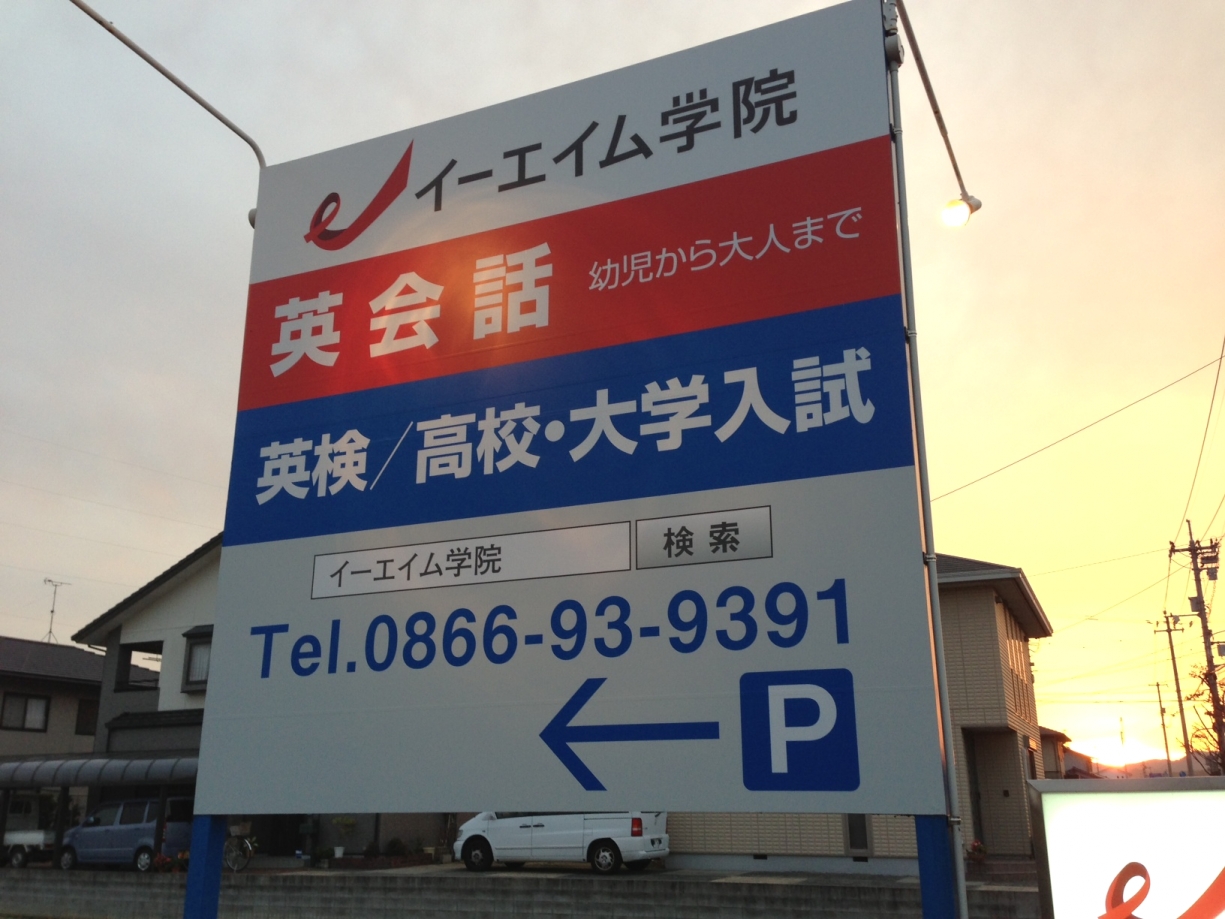 イーエイム学院
英会話 幼児から大人まで
英検/高校・大学入試
イーエイム学院 検索
Tel.0866-93-9391
P